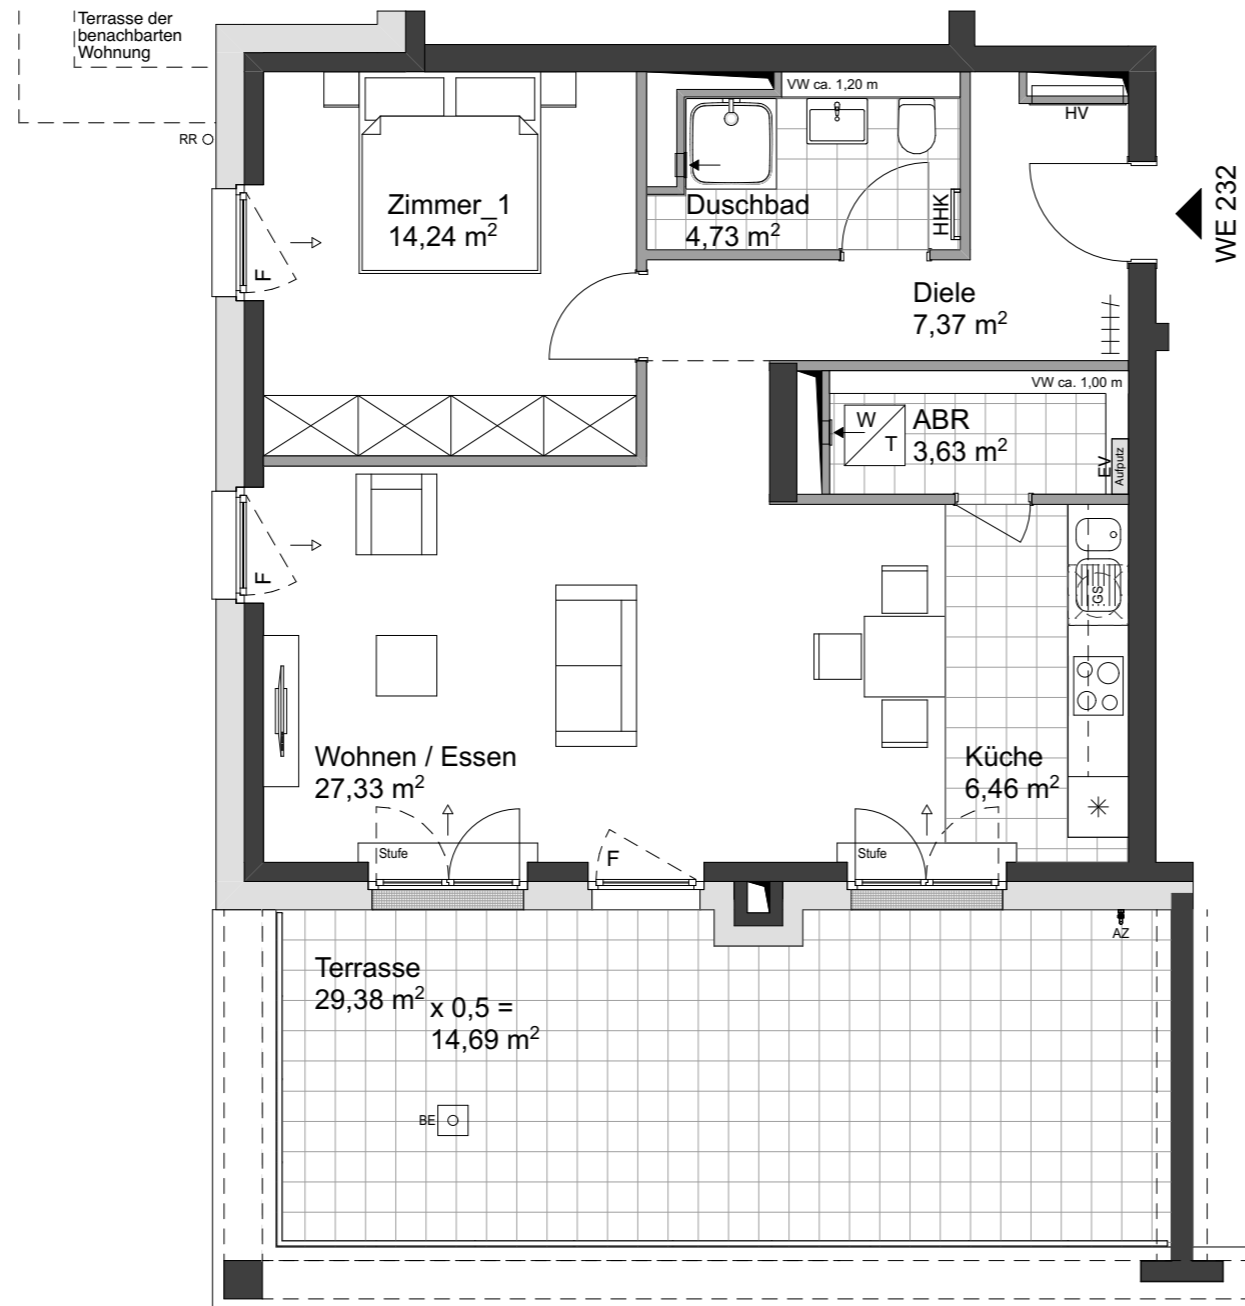 Terrasse der
benachbarten
Wohnung
RR
VW ca. 1,20 m
HV
Zimmer_1
14,24 m²
Duschbad
4,73 m²
HHK
WE 232
F
Diele
7,37 m²
VW ca. 1,00 m
W
T
ABR
3,63 m²
EV
Aufputz
F
GS
Wohnen / Essen
27,33 m²
Küche
6,46 m²
Stufe
F
Stufe
AZ
Terrasse
29,38 m²
x 0,5 =
14,69 m²
BE